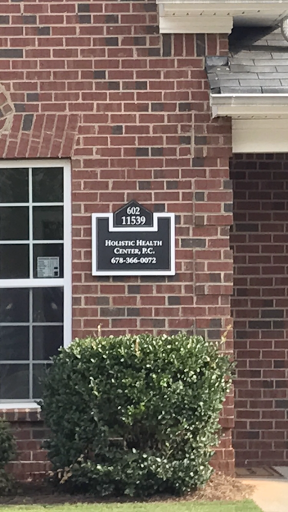 602
11539
Holistic Health
Center, P.C.
678-366-0072